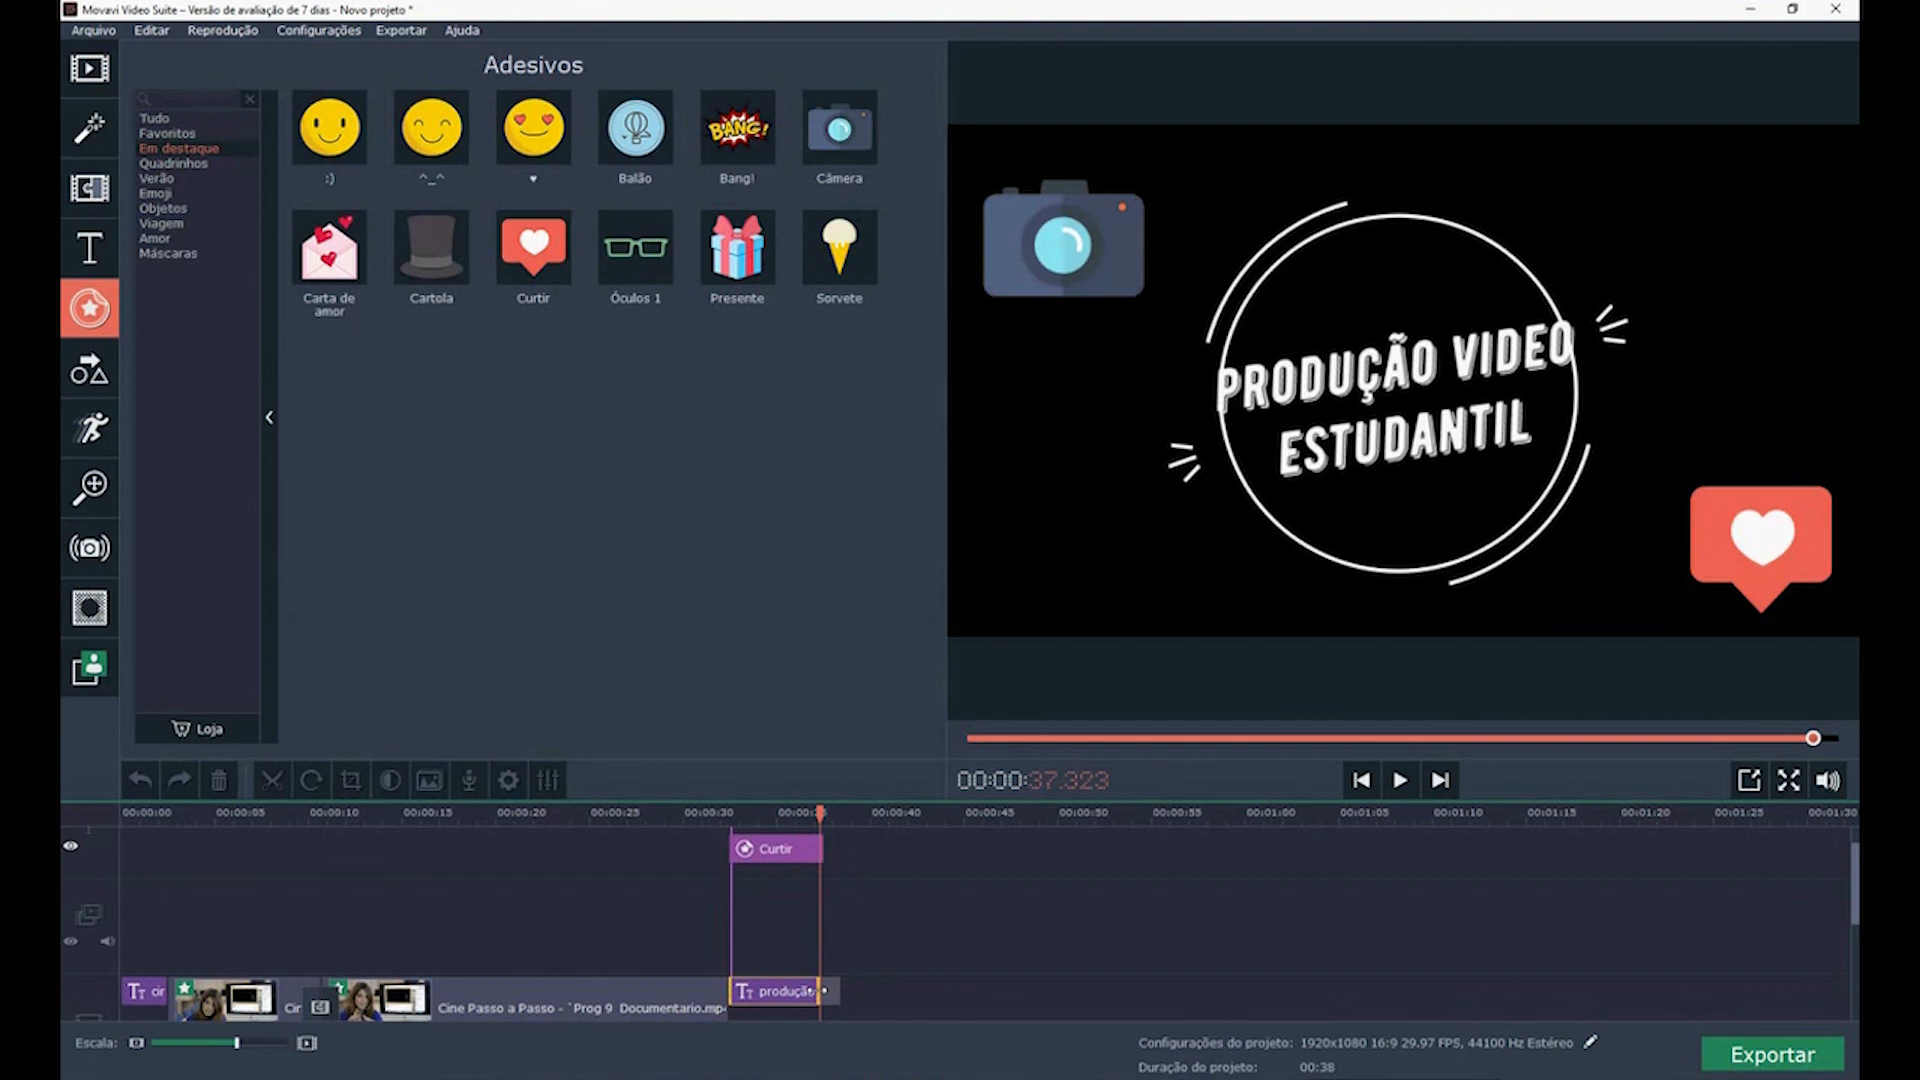 Movavi Video Suite – Versão de avaliação de 7 dias - Novo projeto *
Arquivo Editar Reprodução Configurações Exportar Ajuda
Adesivos
Tudo
Favoritos
Em destaque
Quadrinhos
Verão
Emoji
Objetos
Viagem
Amor
Máscaras
BANG!
:) ^_^ ♥ Balão Bang! Câmera
Carta de amor Cartola Curtir Óculos 1 Presente Sorvete
Loja
PRODUÇÃO VIDEO
ESTUDANTIL
00:00:37.323
00:00:00 00:00:05 00:00:10 00:00:15 00:00:20 00:00:25 00:00:30 00:00:40 00:00:45 00:00:50 00:00:55 00:01:00 00:01:05 00:01:10 00:01:15 00:01:20 00:01:25 00:01:30
1
Curtir
Tт cir
Cir
Cine Passo a Passo - `Prog 9 Documentario.mp
Tт produção
Escala:
Configurações do projeto: 1920x1080 16:9 29.97 FPS, 44100 Hz Estéreo
Duração do projeto: 00:38
Exportar